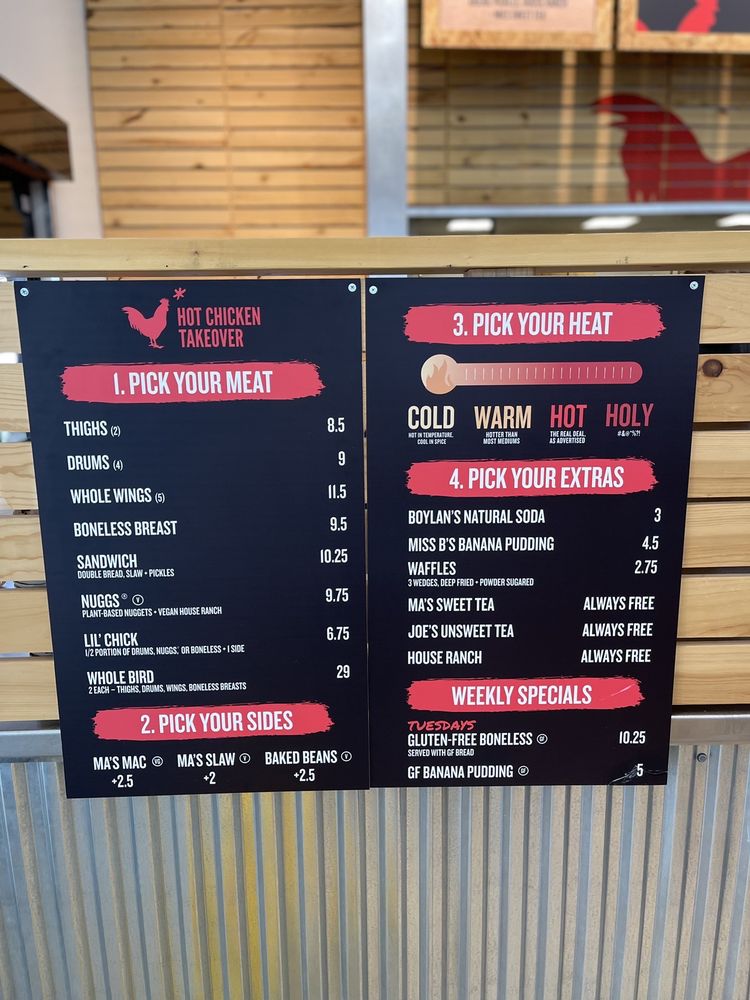 HOT CHICKEN
TAKEOVER
1. PICK YOUR MEAT
THIGHS (2) 8.5
DRUMS (4) 9
WHOLE WINGS (5) 11.5
BONELESS BREAST 9.5
SANDWICH 10.25
DOUBLE BREAD, SLAW + PICKLES
NUGGS® V 9.75
PLANT-BASED NUGGETS + VEGAN HOUSE RANCH
LIL' CHICK 6.75
1/2 PORTION OF DRUMS, NUGGS, OR BONELESS + 1 SIDE
WHOLE BIRD 29
2 EACH – THIGHS, DRUMS, WINGS, BONELESS BREASTS
2. PICK YOUR SIDES
MA'S MAC VG MA'S SLAW V BAKED BEANS V
+2.5 +2 +2.5
3. PICK YOUR HEAT
COLD WARM HOT HOLY
HOT IN TEMPERATURE, HOTTER THAN THE REAL DEAL, #&@*%?!
COOL IN SPICE MOST MEDIUMS AS ADVERTISED
4. PICK YOUR EXTRAS
BOYLAN'S NATURAL SODA 3
MISS B'S BANANA PUDDING 4.5
WAFFLES 2.75
3 WEDGES, DEEP FRIED + POWDER SUGARED
MA'S SWEET TEA ALWAYS FREE
JOE'S UNSWEET TEA ALWAYS FREE
HOUSE RANCH ALWAYS FREE
WEEKLY SPECIALS
TUESDAYS
GLUTEN-FREE BONELESS GF 10.25
SERVED WITH GF BREAD
GF BANANA PUDDING GF 5